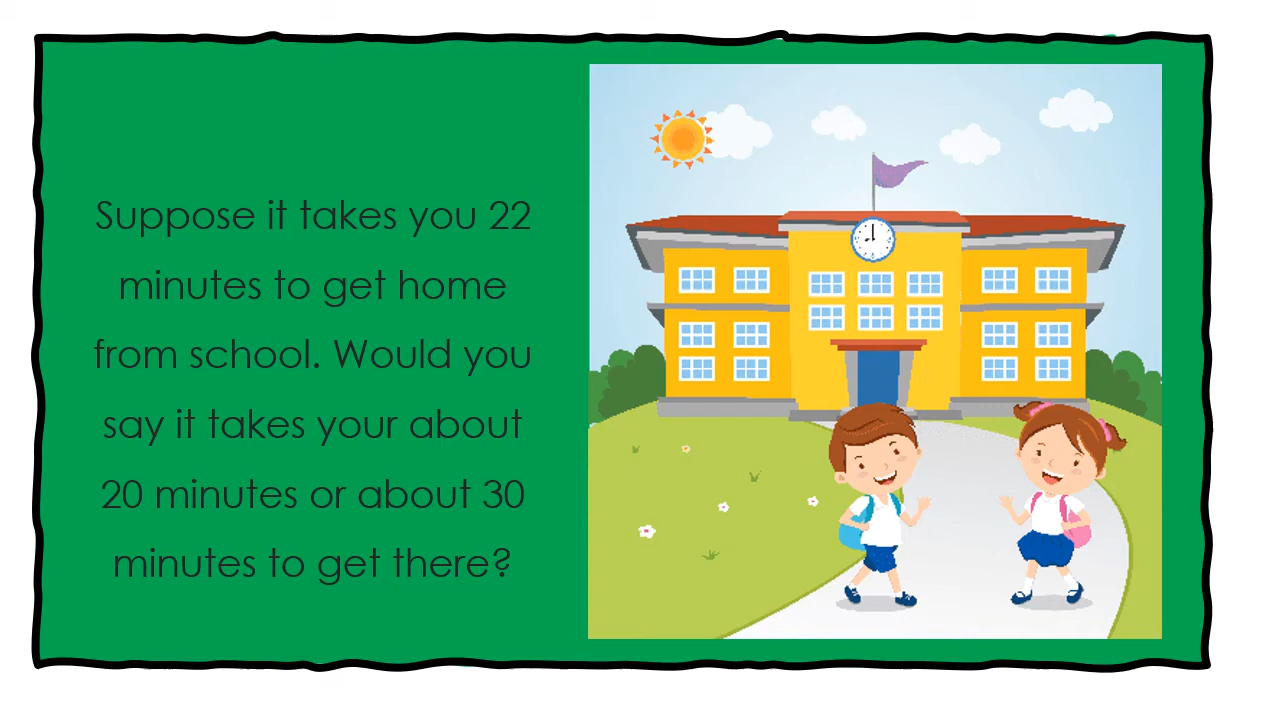 Suppose it takes you 22
minutes to get home
from school. Would you
say it takes your about
20 minutes or about 30
minutes to get there?